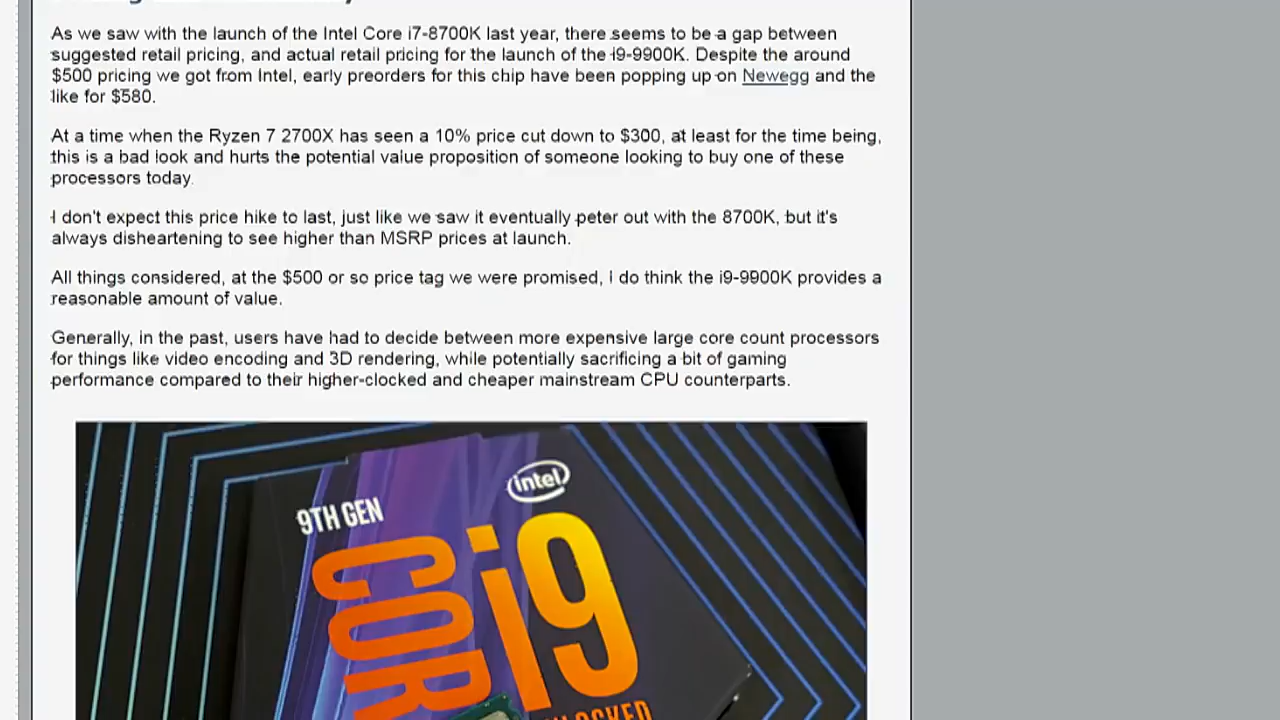 As we saw with the launch of the Intel Core i7-8700K last year, there seems to be a gap between
suggested retail pricing, and actual retail pricing for the launch of the i9-9900K. Despite the around
$500 pricing we got from Intel, early preorders for this chip have been popping up on Newegg and the
like for $580.
At a time when the Ryzen 7 2700X has seen a 10% price cut down to $300, at least for the time being,
this is a bad look and hurts the potential value proposition of someone looking to buy one of these
processors today.
I don't expect this price hike to last, just like we saw it eventually peter out with the 8700K, but it's
always disheartening to see higher than MSRP prices at launch.
All things considered, at the $500 or so price tag we were promised, I do think the i9-9900K provides a
reasonable amount of value.
Generally, in the past, users have had to decide between more expensive large core count processors
for things like video encoding and 3D rendering, while potentially sacrificing a bit of gaming
performance compared to their higher-clocked and cheaper mainstream CPU counterparts.
intel
9TH GEN
i9